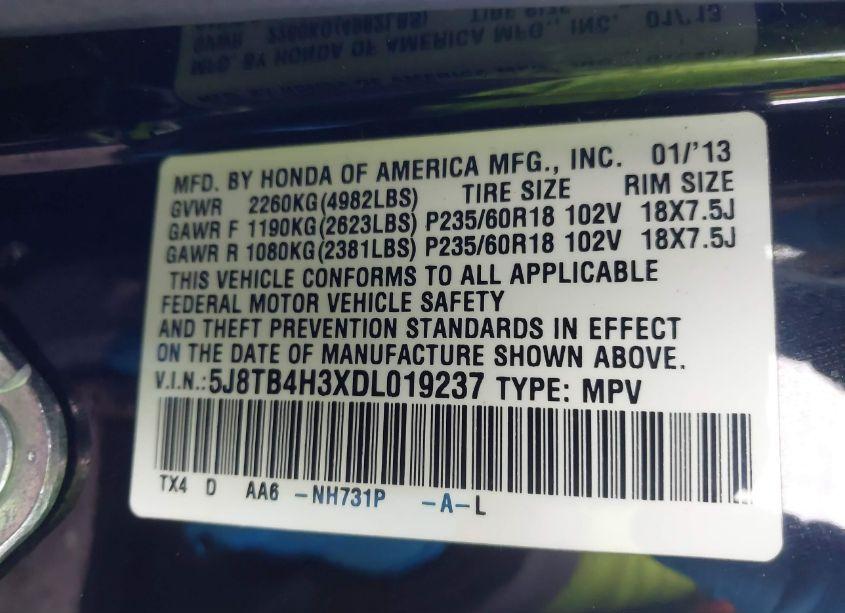 MFD. BY HONDA OF AMERICA MFG., INC. 01/'13
GVWR 2260KG(4982LBS) TIRE SIZE RIM SIZE
GAWR F 1190KG(2623LBS) P235/60R18 102V 18X7.5J
GAWR R 1080KG(2381LBS) P235/60R18 102V 18X7.5J
THIS VEHICLE CONFORMS TO ALL APPLICABLE
FEDERAL MOTOR VEHICLE SAFETY
AND THEFT PREVENTION STANDARDS IN EFFECT
ON THE DATE OF MANUFACTURE SHOWN ABOVE.
V.I.N.:5J8TB4H3XDL019237 TYPE: MPV
TX4 D AA6 -NH731P -A-L